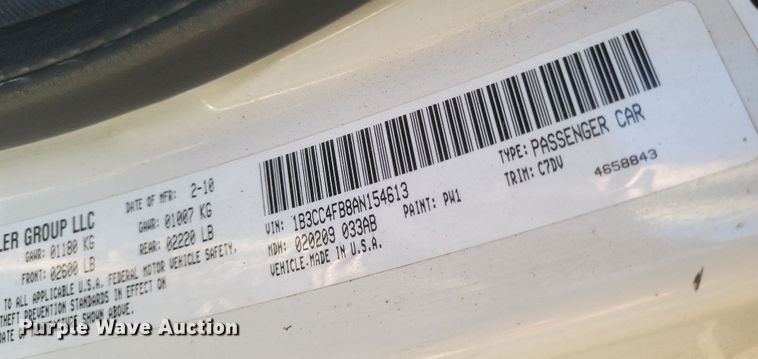 LER GROUP LLC
DATE OF MFR: 2-10
GAWR: 01180 KG
GAWR: 01007 KG
FRONT: 02600 LB
REAR: 02220 LB
TO ALL APPLICABLE U.S.A. FEDERAL MOTOR VEHICLE SAFETY,
THEFT PREVENTION STANDARDS IN EFFECT ON
DATE OF MANUFACTURE SHOWN ABOVE.
VIN: 1B3CC4FB8AN154613
TYPE: PASSENGER CAR
MDH: 020209 033AB
PAINT: PW1
TRIM: C7DV
VEHICLE MADE IN U.S.A.
4658843
Purple Wave Auction